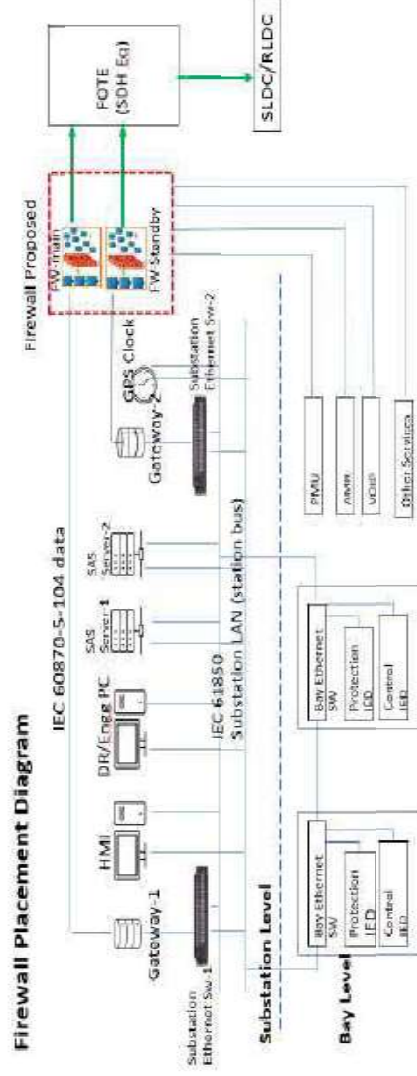 Firewall Placement Diagram
Firewall Proposed
IEC 60870-5-104 data
FW-main
FW-Standby
FOTE
(SDH Eq)
SLDC/RLDC
Gateway-1
HMI
DR/Engg PC
SAS
Server-1
SAS
Server-2
Gateway-2
GPS Clock
Substation
Ethernet Sw-1
IEC 61850
Substation LAN (station bus)
Substation
Ethernet Sw-2
Substation Level
Bay Level
Bay Ethernet
SW
Protection
IED
Control
IED
Bay Ethernet
SW
Protection
IED
Control
IED
PMU
AMR
VOIP
Other Services